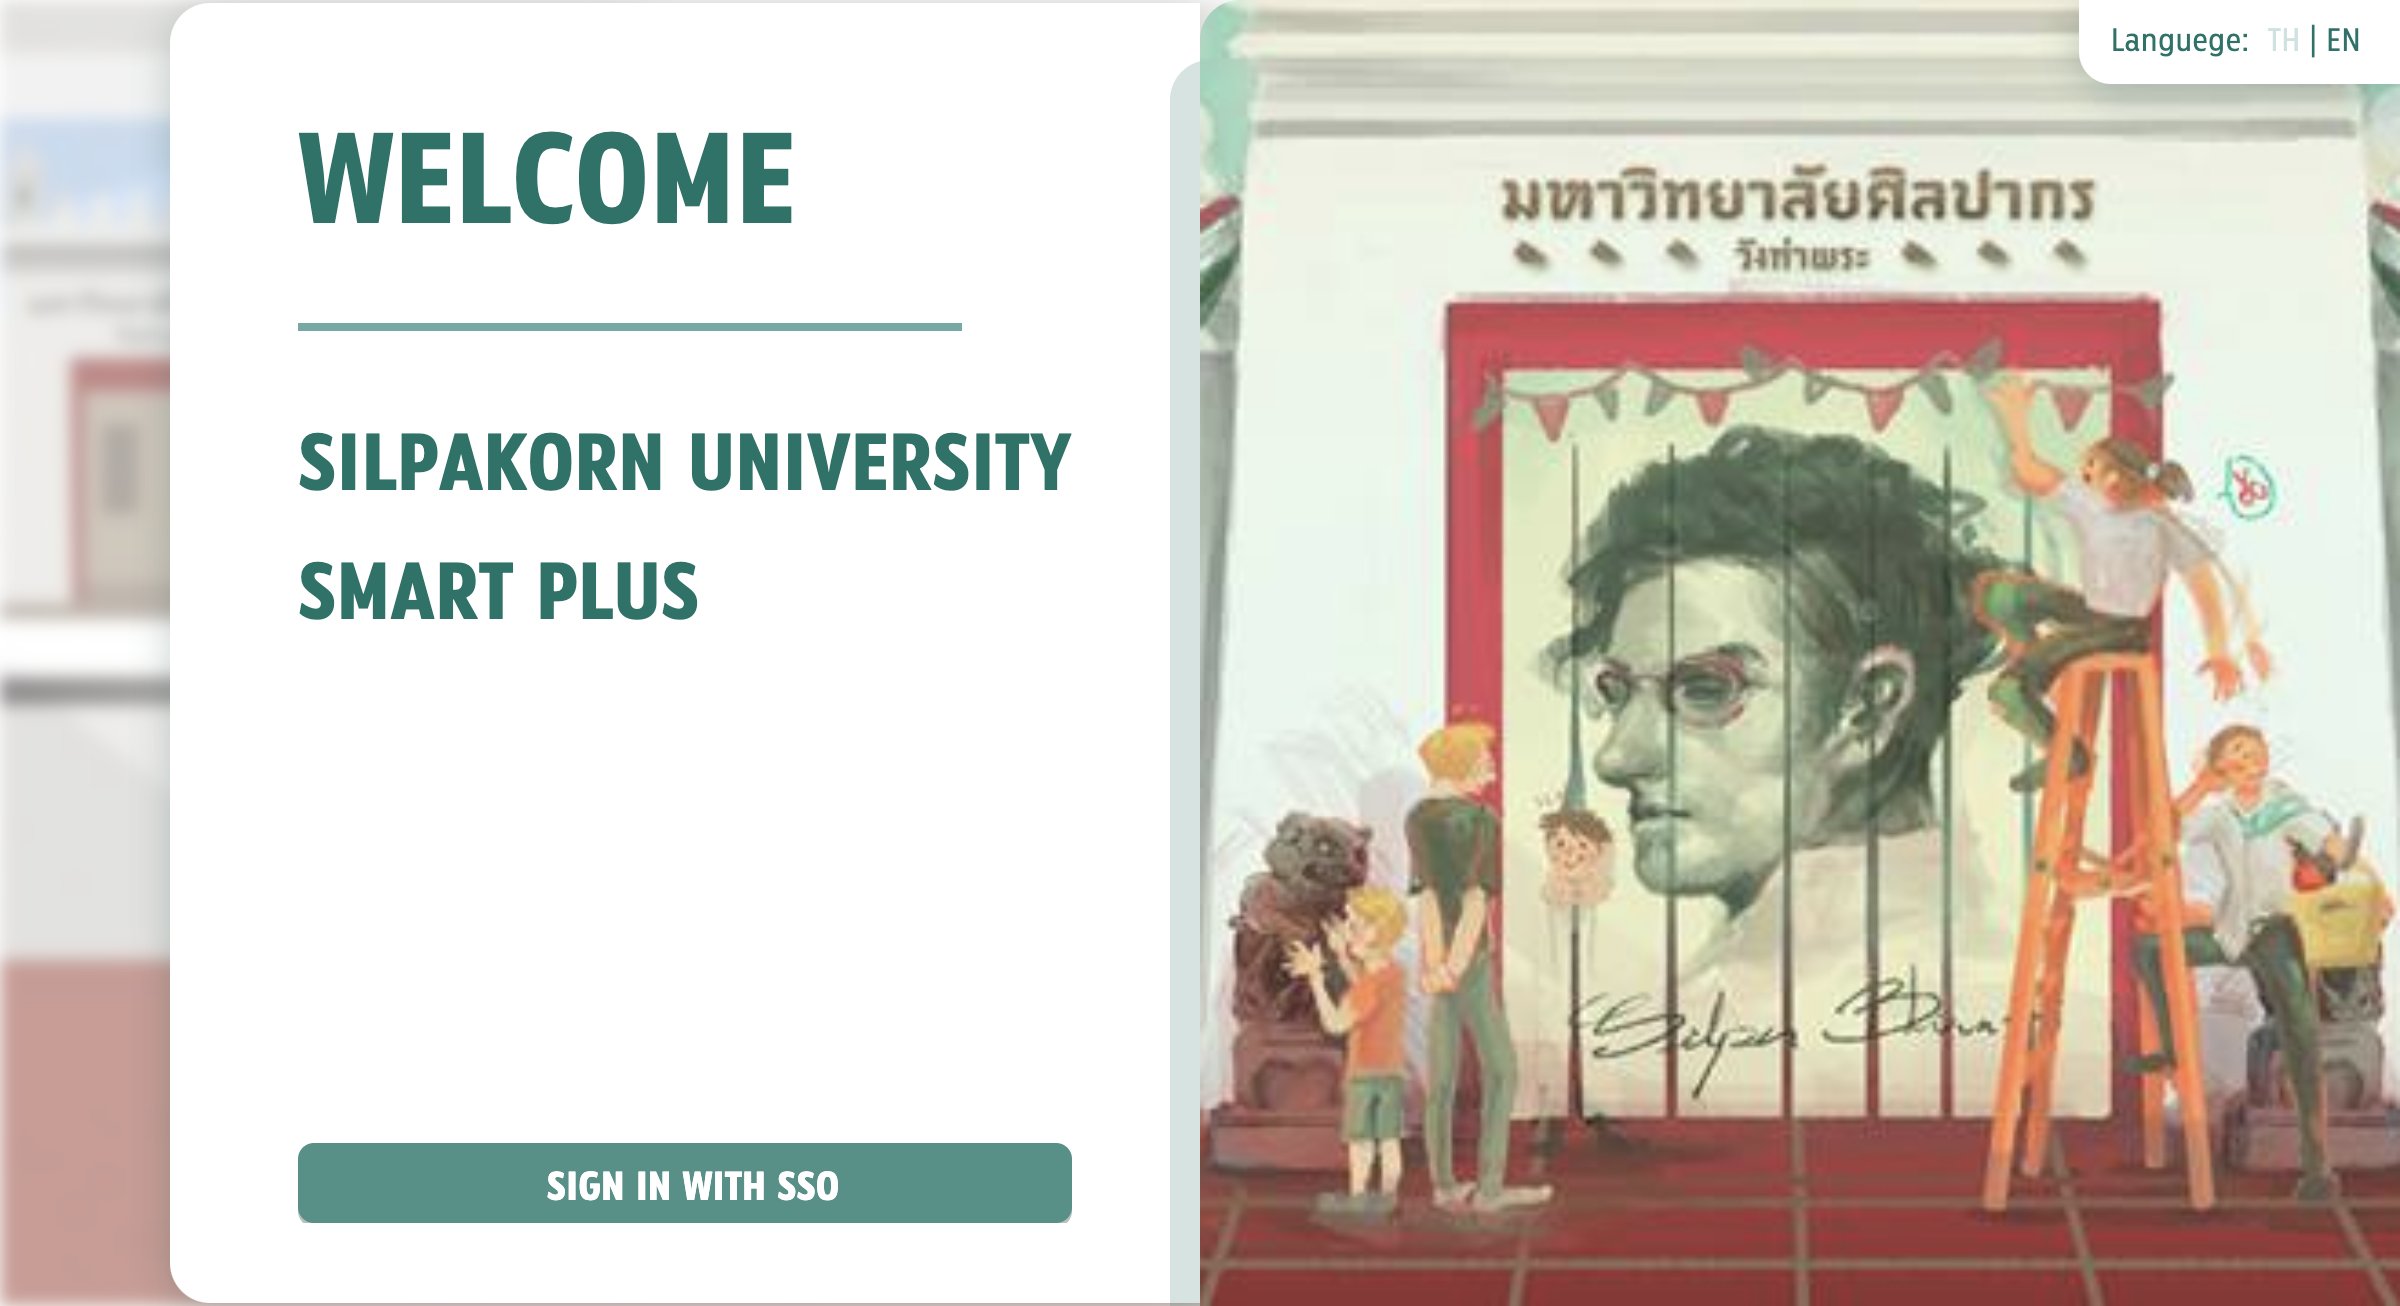 Languege: TH | EN
WELCOME
SILPAKORN UNIVERSITY
SMART PLUS
SIGN IN WITH SSO
มหาวิทยาลัยศิลปากร
วังท่าพระ